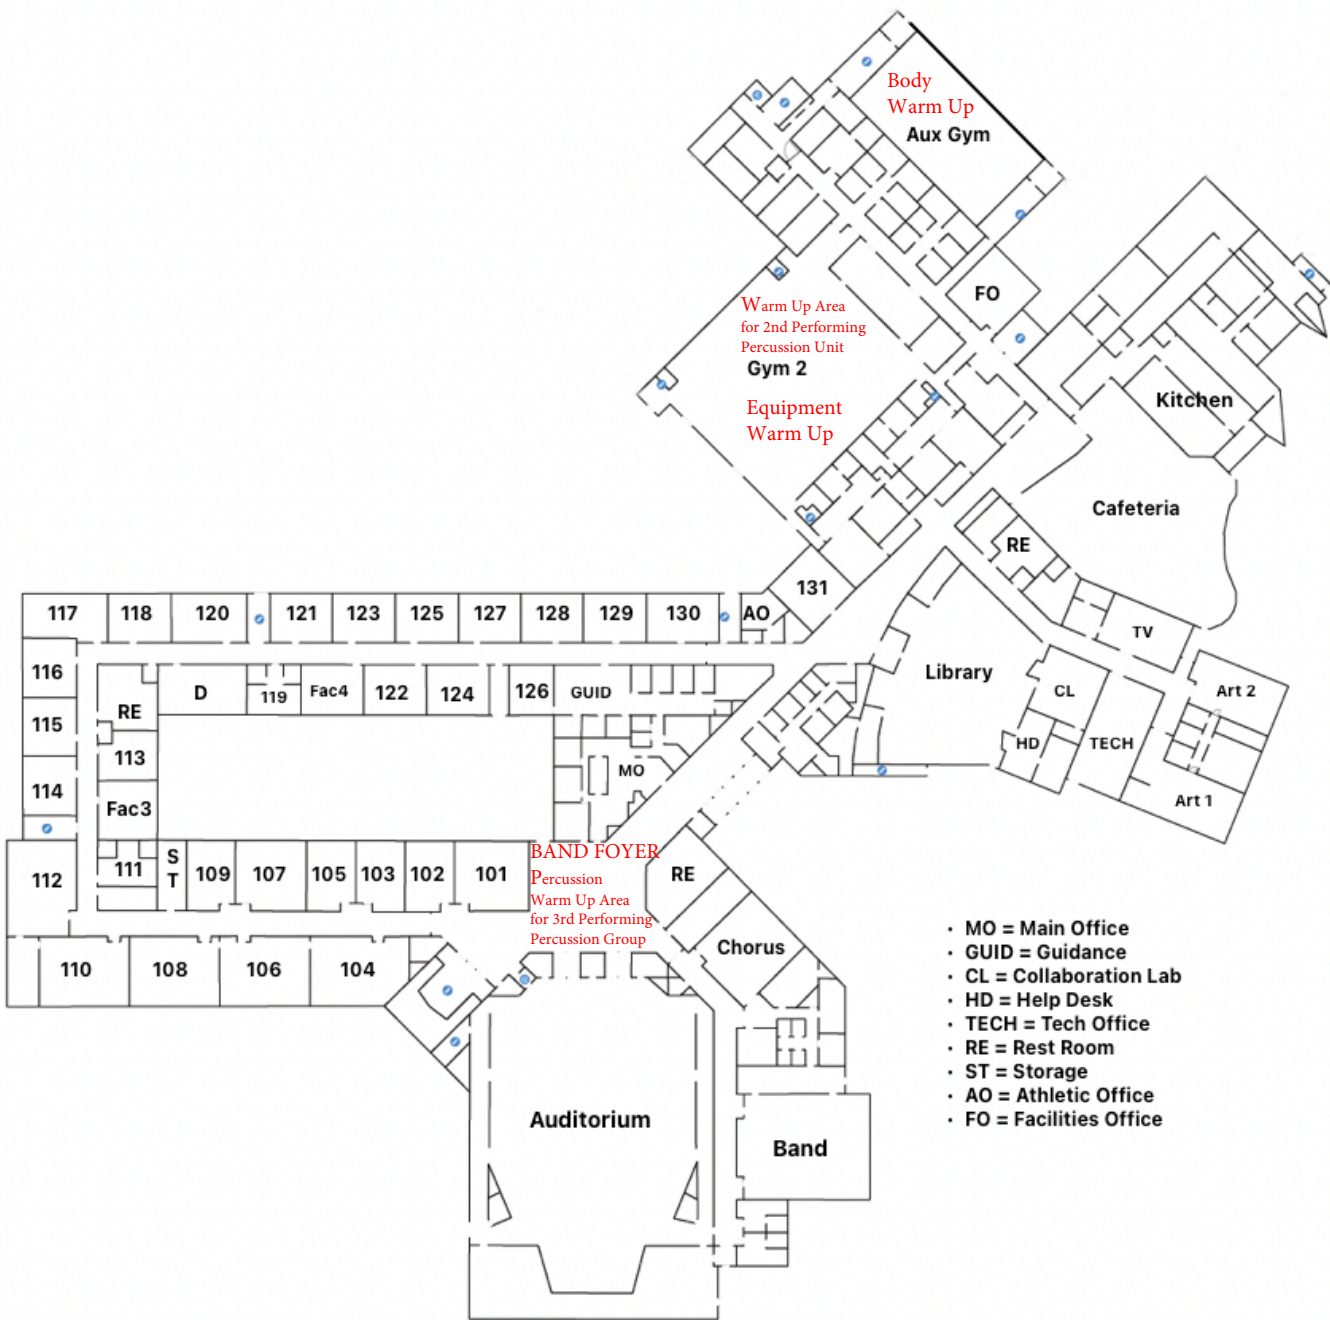 Body
Warm Up
Aux Gym
FO
Warm Up Area
for 2nd Performing
Percussion Unit
Gym 2
Equipment
Warm Up
Kitchen
Cafeteria
RE
131
117
118
120
121
123
125
127
128
129
130
AO
TV
116
Library
CL
Art 2
D
119
Fac4
122
124
126
GUID
RE
115
HD
TECH
113
MO
114
Art 1
Fac3
BAND FOYER
Percussion
Warm Up Area
for 3rd Performing
Percussion Group
112
111
S
T
109
107
105
103
102
101
RE
Chorus
110
108
106
104
· MO = Main Office
· GUID = Guidance
· CL = Collaboration Lab
· HD = Help Desk
· TECH = Tech Office
· RE = Rest Room
· ST = Storage
· AO = Athletic Office
· FO = Facilities Office
Auditorium
Band